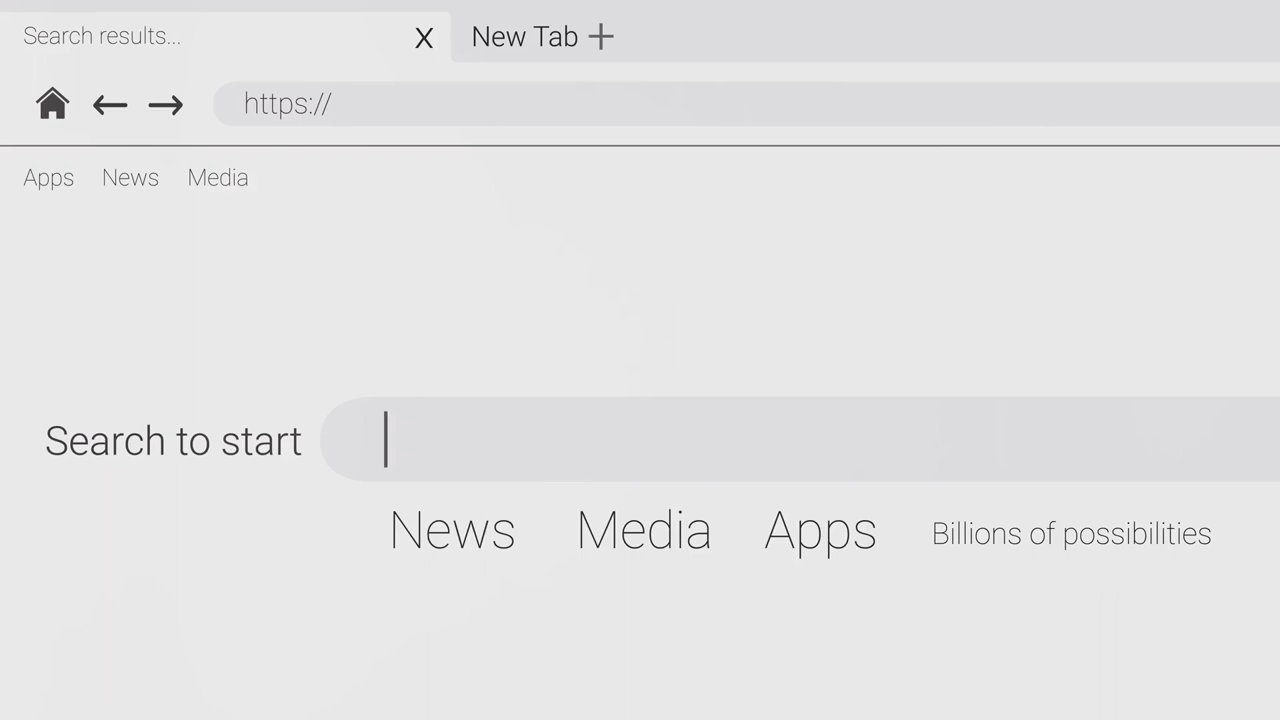 Search results... X New Tab +
https://
Apps News Media
Search to start
News Media Apps Billions of possibilities